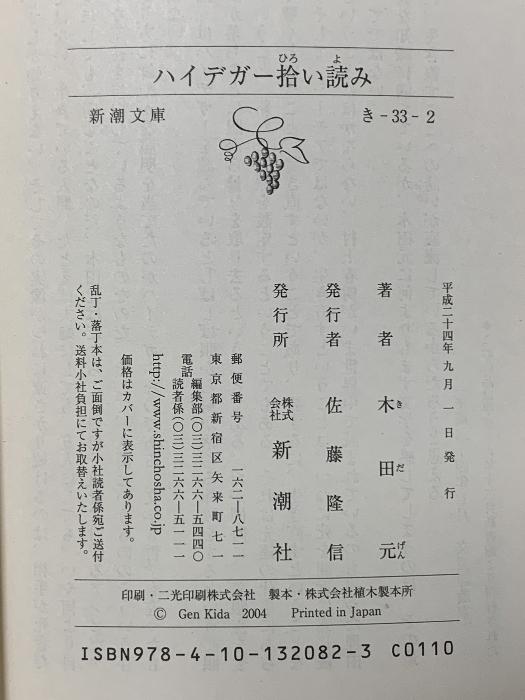 ハイデガー拾い読み
ひろ よ
新潮文庫
き-33-2
平成二十四年九月一日発行
著者 木田元
き だ げん
発行者 佐藤隆信
発行所 株式会社 新潮社
郵便番号 一六二―八七一一
東京都新宿区矢来町七一
電話 編集部(〇三)三二六六―五四四〇
読者係(〇三)三二六六―五一一一
http://www.shinchosha.co.jp
価格はカバーに表示してあります。
乱丁・落丁本は、ご面倒ですが小社読者係宛ご送付
ください。送料小社負担にてお取替えいたします。
印刷・二光印刷株式会社 製本・株式会社植木製本所
© Gen Kida 2004 Printed in Japan
ISBN978-4-10-132082-3 C0110